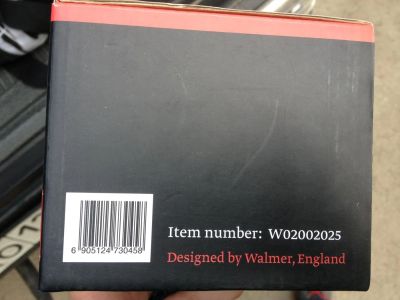 Item number: W02002025
6 905124 730458
Designed by Walmer, England